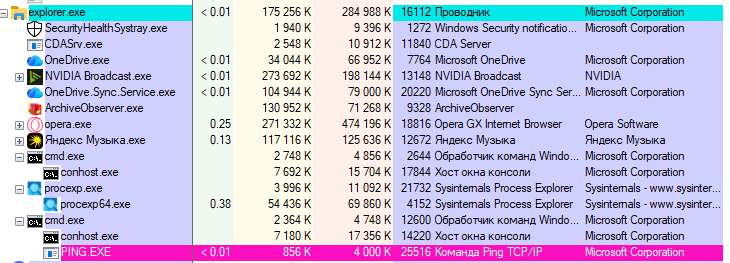 explorer.exe < 0.01 175 256 K 284 988 K 16112 Проводник Microsoft Corporation
SecurityHealthSystray.exe 1 940 K 9 396 K 1272 Windows Security notificatio... Microsoft Corporation
CDASrv.exe 2 548 K 10 912 K 11840 CDA Server
OneDrive.exe < 0.01 34 044 K 66 952 K 7764 Microsoft OneDrive Microsoft Corporation
NVIDIA Broadcast.exe < 0.01 273 692 K 198 144 K 13148 NVIDIA Broadcast NVIDIA
OneDrive.Sync.Service.exe < 0.01 104 944 K 79 000 K 20220 Microsoft OneDrive Sync Ser... Microsoft Corporation
ArchiveObserver.exe 130 952 K 71 268 K 9328 ArchiveObserver
opera.exe 0.25 271 332 K 474 196 K 18816 Opera GX Internet Browser Opera Software
Яндекс Музыка.exe 0.13 117 116 K 125 636 K 12672 Яндекс Музыка Яндекс Музыка
cmd.exe 2 748 K 4 856 K 2644 Обработчик команд Windo... Microsoft Corporation
conhost.exe 7 692 K 15 704 K 17844 Хост окна консоли Microsoft Corporation
procexp.exe 3 996 K 11 092 K 21732 Sysinternals Process Explorer Sysinternals - www.sysinter...
procexp64.exe 0.38 54 436 K 69 860 K 4152 Sysinternals Process Explorer Sysinternals - www.sysinter...
cmd.exe 2 364 K 4 748 K 12600 Обработчик команд Windo... Microsoft Corporation
conhost.exe 7 180 K 17 356 K 14220 Хост окна консоли Microsoft Corporation
PING.EXE < 0.01 856 K 4 000 K 25516 Команда Ping TCP/IP Microsoft Corporation